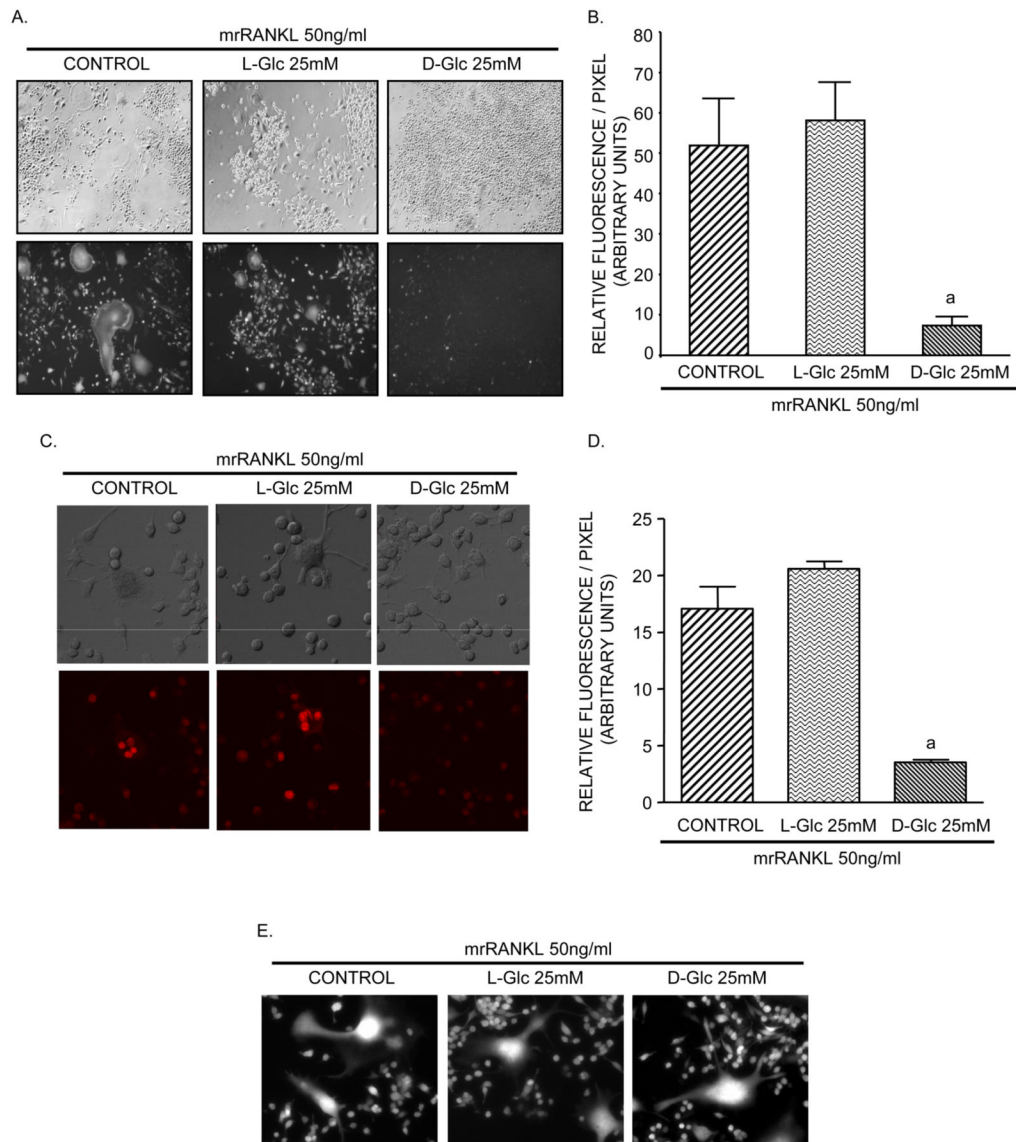 A.
mrRANKL 50ng/ml
CONTROL L-Glc 25mM D-Glc 25mM
B.
RELATIVE FLUORESCENCE / PIXEL
(ARBITRARY UNITS)
80
70
60
50
40
30
20
10
0
a
CONTROL L-Glc 25mM D-Glc 25mM
mrRANKL 50ng/ml
C.
mrRANKL 50ng/ml
CONTROL L-Glc 25mM D-Glc 25mM
D.
RELATIVE FLUORESCENCE / PIXEL
(ARBITRARY UNITS)
25
20
15
10
5
0
a
CONTROL L-Glc 25mM D-Glc 25mM
mrRANKL 50ng/ml
E.
mrRANKL 50ng/ml
CONTROL L-Glc 25mM D-Glc 25mM